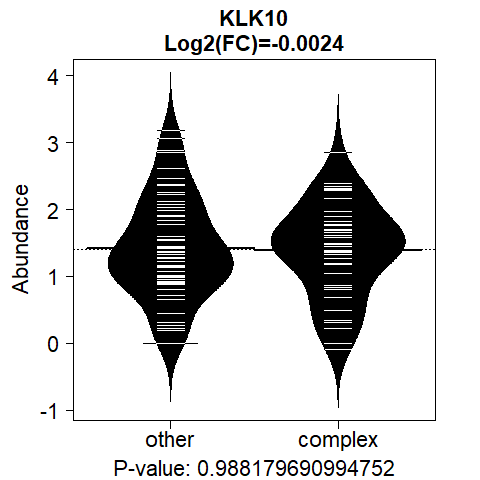 KLK10
Log2(FC)=-0.0024
Abundance
4
3
2
1
0
-1
other complex
P-value: 0.988179690994752